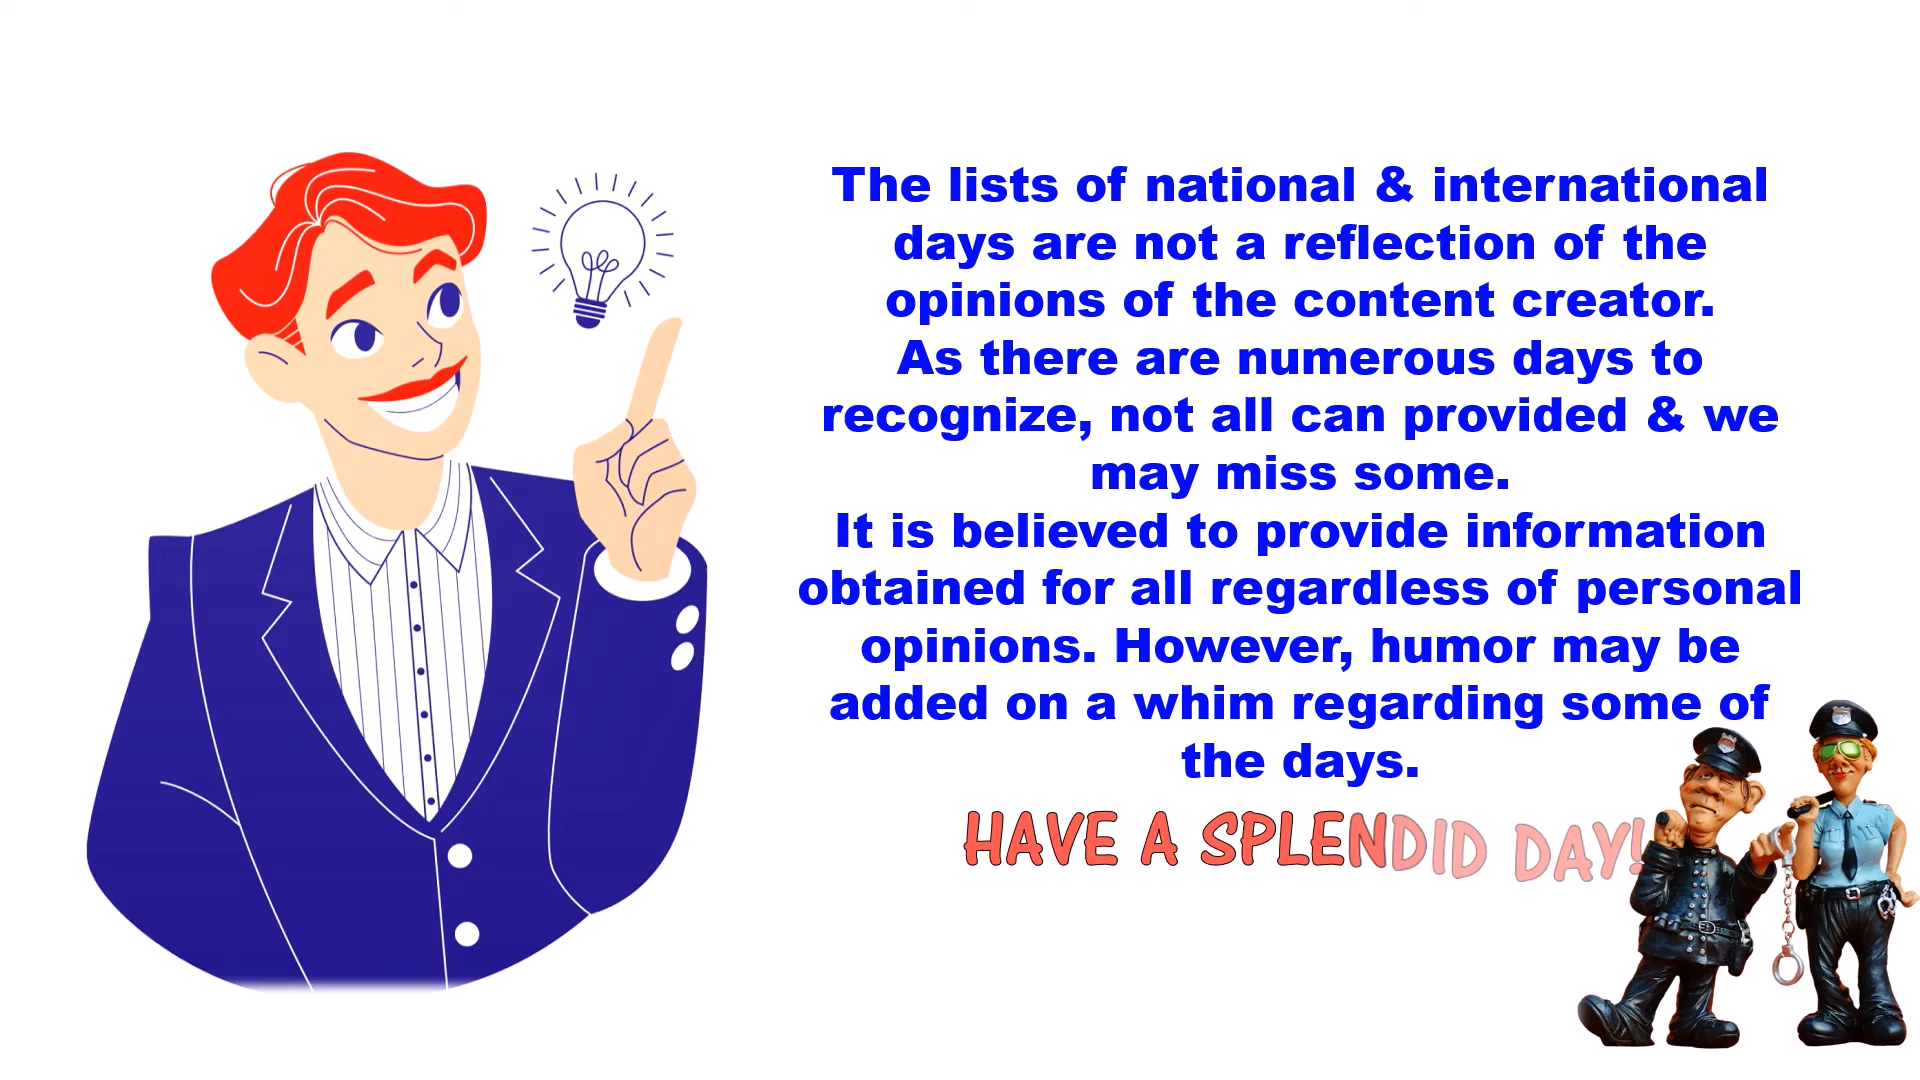 The lists of national & international
days are not a reflection of the
opinions of the content creator.
As there are numerous days to
recognize, not all can provided & we
may miss some.
It is believed to provide information
obtained for all regardless of personal
opinions. However, humor may be
added on a whim regarding some of
the days.
HAVE A SPLENDID DAY!